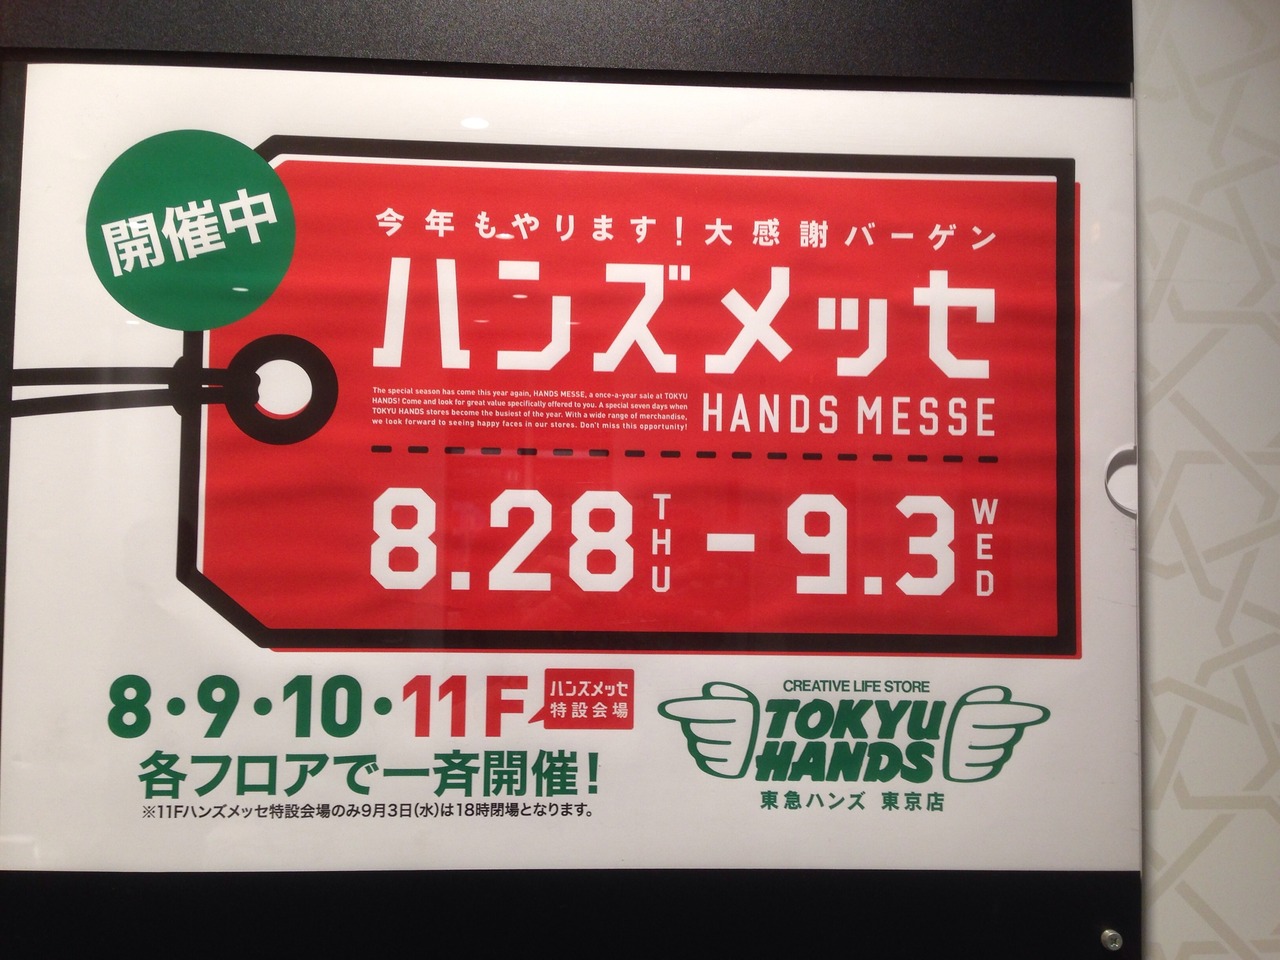 開催中
今年もやります！大感謝バーゲン
ハンズメッセ
The special season has come this year again, HANDS MESSE, a once-a-year sale at TOKYU
HANDS! Come and look for great value specifically offered to you. A special seven days when
TOKYU HANDS stores become the busiest of the year. With a wide range of merchandise,
we look forward to seeing happy faces in our stores. Don't miss this opportunity!
HANDS MESSE
8.28 THU - 9.3 WED
8・9・10・11F
ハンズメッセ
特設会場
各フロアで一斉開催！
※11Fハンズメッセ特設会場のみ9月3日(水)は18時閉場となります。
CREATIVE LIFE STORE
TOKYU
HANDS
東急ハンズ 東京店